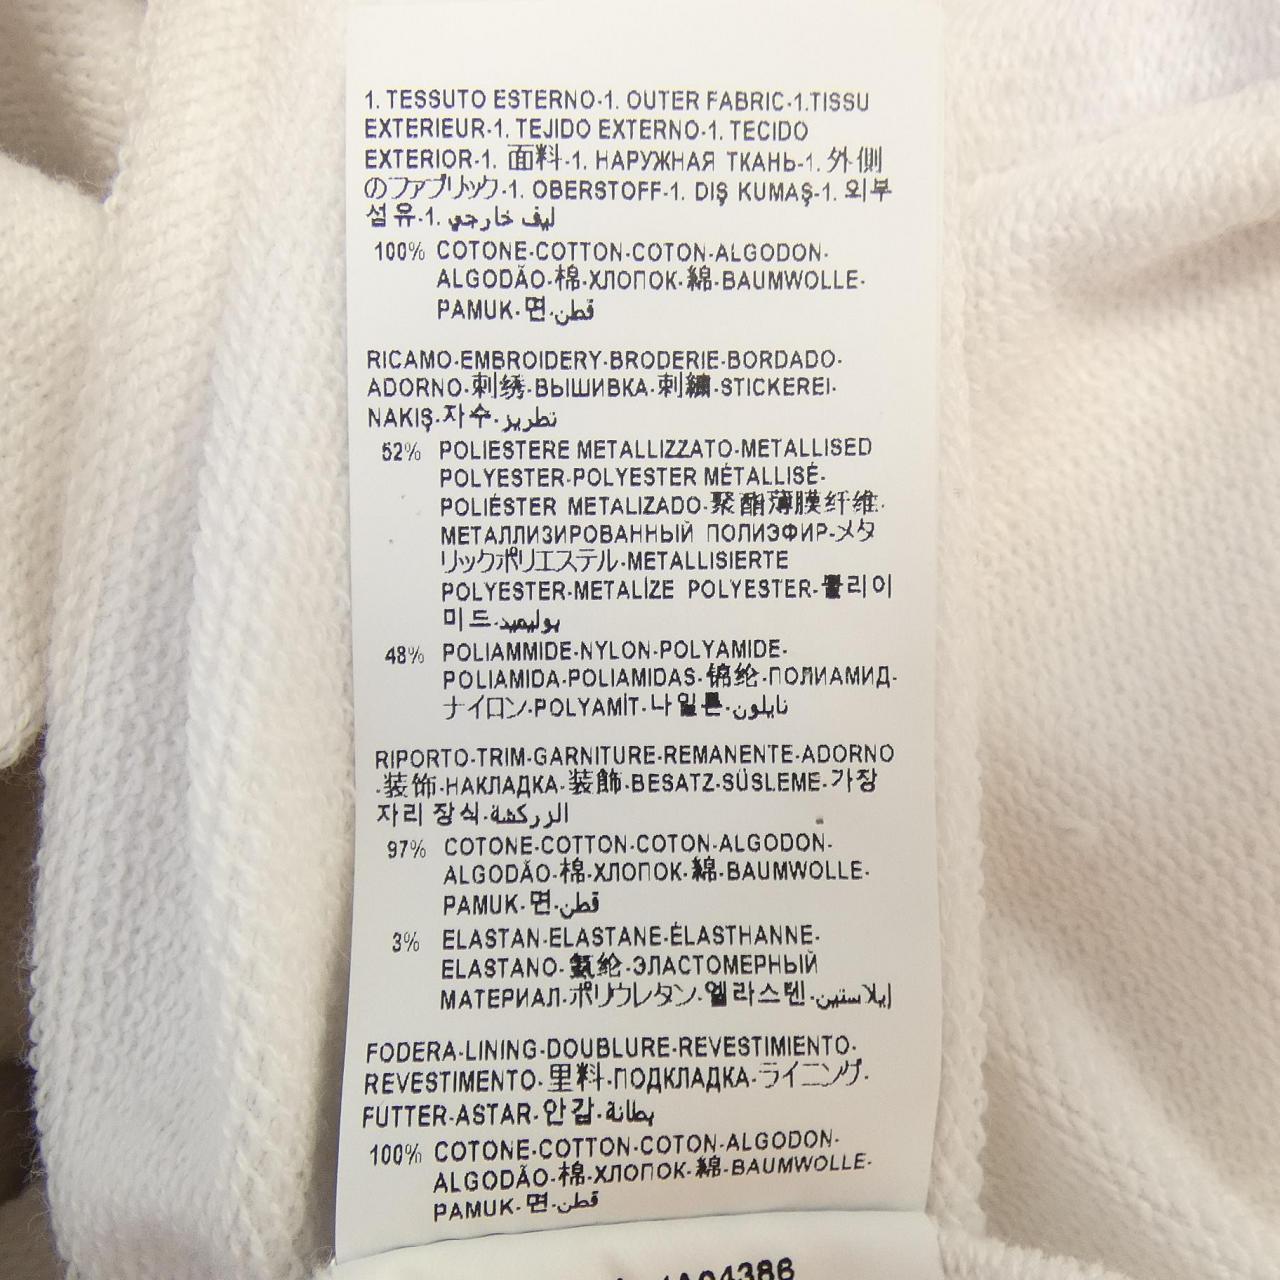 1. TESSUTO ESTERNO-1. OUTER FABRIC-1.TISSU
EXTERIEUR-1. TEJIDO EXTERNO-1. TECIDO
EXTERIOR-1. 面料-1. НАРУЖНАЯ ТКАНЬ-1. 外側
のファブリック-1. OBERSTOFF-1. DIŞ KUMAŞ-1. 외부
섬유-1. ليف خارجي
100% COTONE-COTTON-COTON-ALGODON-
ALGODÃO-棉-ХЛОПОК-綿-BAUMWOLLE-
PAMUK-면-قطن
RICAMO-EMBROIDERY-BRODERIE-BORDADO-
ADORNO-刺绣-ВЫШИВКА-刺繍-STICKEREI-
NAKIŞ-자수-تطريز
52% POLIESTERE METALLIZZATO-METALLISED
POLYESTER-POLYESTER MÉTALLISÉ-
POLIÉSTER METALIZADO-聚酯薄膜纤维-
МЕТАЛЛИЗИРОВАННЫЙ ПОЛИЭФИР-メタ
リックポリエステル-METALLISIERTE
POLYESTER-METALİZE POLYESTER-폴리이
미드-بوليميد
48% POLIAMMIDE-NYLON-POLYAMIDE-
POLIAMIDA-POLIAMIDAS-锦纶-ПОЛИАМИД-
ナイロン-POLYAMİT-나일론-نايلون
RIPORTO-TRIM-GARNITURE-REMANENTE-ADORNO
-装饰-НАКЛАДКА-装飾-BESATZ-SÜSLEME-가장
자리 장식-الزركشة
97% COTONE-COTTON-COTON-ALGODON-
ALGODÃO-棉-ХЛОПОК-綿-BAUMWOLLE-
PAMUK-면-قطن
3% ELASTAN-ELASTANE-ÉLASTHANNE-
ELASTANO-氨纶-ЭЛАСТОМЕРНЫЙ
МАТЕРИАЛ-ポリウレタン-엘라스텐-إيلاستين
FODERA-LINING-DOUBLURE-REVESTIMIENTO-
REVESTIMENTO-里料-ПОДКЛАДКА-ライニング-
FUTTER-ASTAR-안감-بطانة
100% COTONE-COTTON-COTON-ALGODON-
ALGODÃO-棉-ХЛОПОК-綿-BAUMWOLLE-
PAMUK-면-قطن